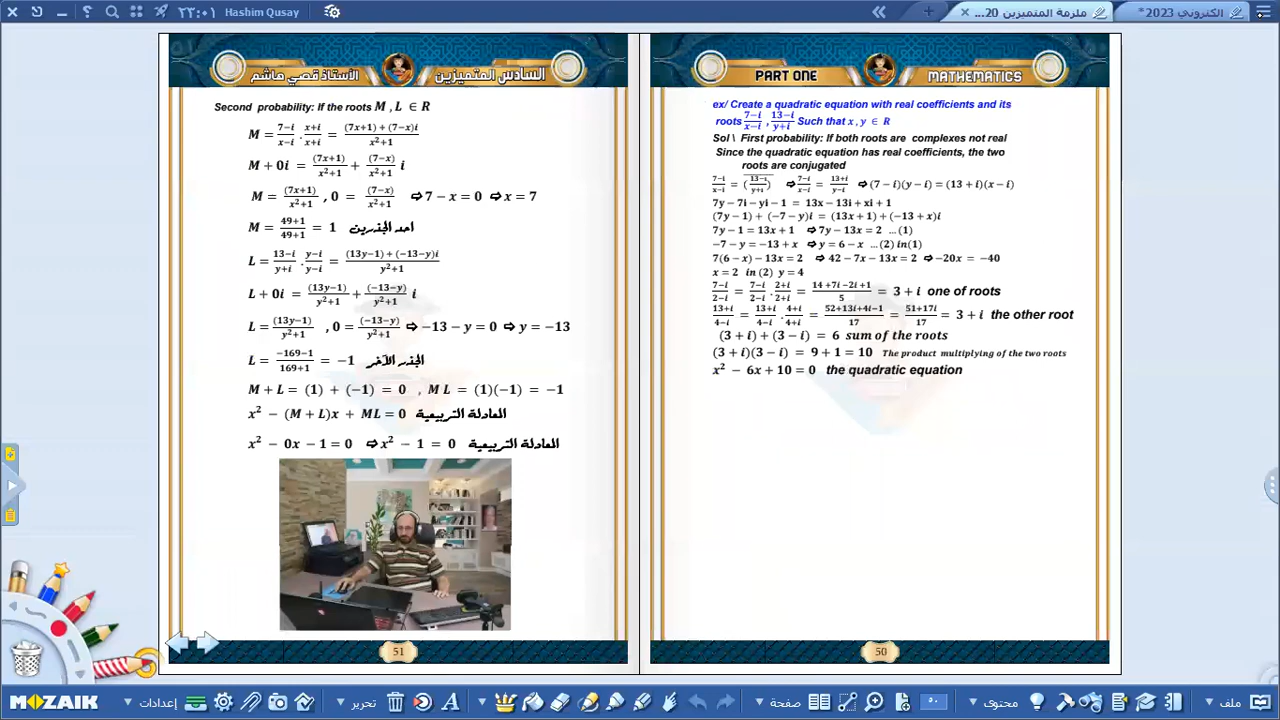 ٢٣:٠١ Hashim Qusay
ملزمة المتميزين 20..
الكتروني 2023*
الأستاذ قصي هاشم
السادس المتميزين
Second probability: If the roots M , L ∈ R
M = 7−i/x−i . x+i/x+i = (7x+1) + (7−x)i/x²+1
M + 0i = (7x+1)/x²+1 + (7−x)/x²+1 i
M = (7x+1)/x²+1 , 0 = (7−x)/x²+1 ⇨ 7 − x = 0 ⇨ x = 7
M = 49+1/49+1 = 1 احد الجذرين
L = 13−i/y+i . y−i/y−i = (13y−1) + (−13−y)i/y²+1
L + 0i = (13y−1)/y²+1 + (−13−y)/y²+1 i
L = (13y−1)/y²+1 , 0 = (−13−y)/y²+1 ⇨ −13 − y = 0 ⇨ y = −13
L = −169−1/169+1 = −1 الجذر الآخر
M + L = (1) + (−1) = 0 , M L = (1)(−1) = −1
x² − (M + L)x + ML = 0 المعادلة التربيعية
x² − 0x − 1 = 0 ⇨ x² − 1 = 0 المعادلة التربيعية
51
PART ONE
MATHEMATICS
ex/ Create a quadratic equation with real coefficients and its
roots 7−i/x−i , 13−i/y+i Such that x , y ∈ R
Sol \ First probability: If both roots are complexes not real
Since the quadratic equation has real coefficients, the two
roots are conjugated
7−i/x−i = (13−i/y+i)‾ ⇨ 7−i/x−i = 13+i/y−i ⇨ (7 − i)(y − i) = (13 + i)(x − i)
7y − 7i − yi − 1 = 13x − 13i + xi + 1
(7y − 1) + (−7 − y)i = (13x + 1) + (−13 + x)i
7y − 1 = 13x + 1 ⇨ 7y − 13x = 2 ...(1)
−7 − y = −13 + x ⇨ y = 6 − x ...(2) in(1)
7(6 − x) − 13x = 2 ⇨ 42 − 7x − 13x = 2 ⇨ −20x = −40
x = 2 in (2) y = 4
7−i/2−i = 7−i/2−i . 2+i/2+i = 14 +7i −2i +1/5 = 3 + i one of roots
13+i/4−i = 13+i/4−i . 4+i/4+i = 52+13i+4i−1/17 = 51+17i/17 = 3 + i the other root
(3 + i) + (3 − i) = 6 sum of the roots
(3 + i)(3 − i) = 9 + 1 = 10 The product multiplying of the two roots
x² − 6x + 10 = 0 the quadratic equation
50
MOZAIK
إعدادات
تحرير
صفحة
٥٠
محتوى
ملف